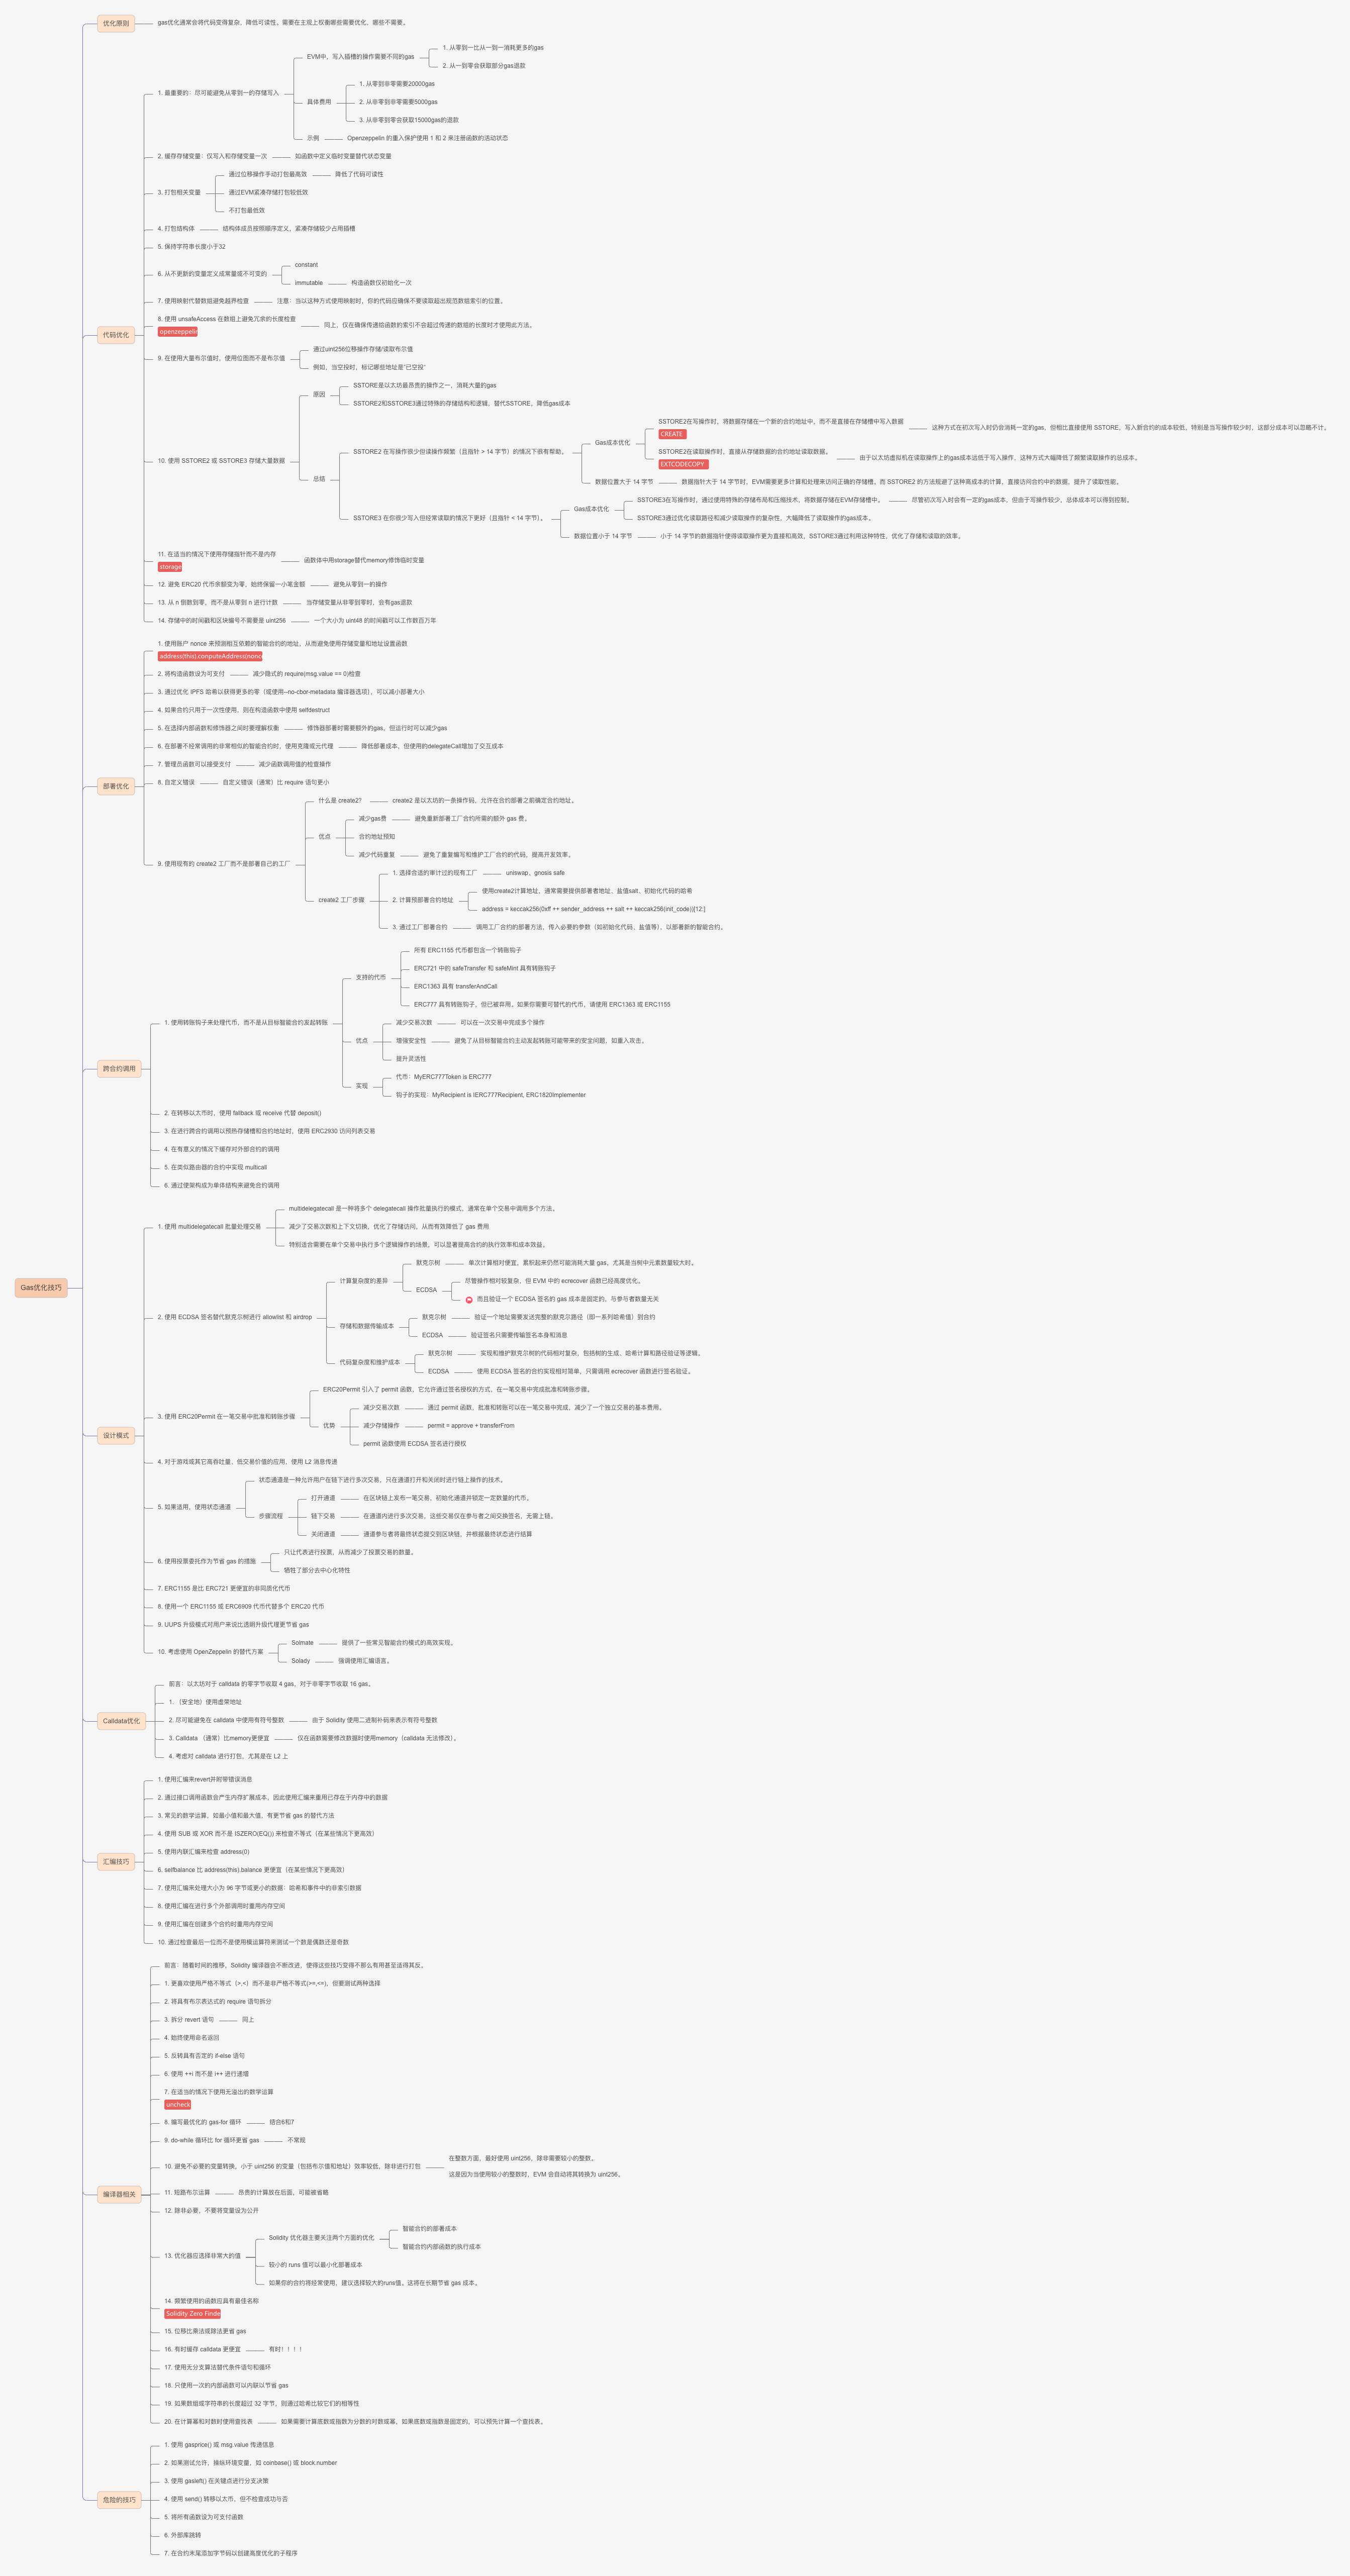 Gas优化技巧
优化原则
gas优化通常会将代码变得复杂，降低可读性。需要在主观上权衡哪些需要优化，哪些不需要。
代码优化
1. 最重要的：尽可能避免从零到一的存储写入
EVM中，写入插槽的操作需要不同的gas
1. 从零到一比从一到一消耗更多的gas
2. 从一到零会获取部分gas退款
具体费用
1. 从零到非零需要20000gas
2. 从非零到非零需要5000gas
3. 从非零到零会获取15000gas的退款
示例
Openzeppelin 的重入保护使用 1 和 2 来注册函数的活动状态
2. 缓存存储变量：仅写入和存储变量一次
如函数中定义临时变量替代状态变量
3. 打包相关变量
通过位移操作手动打包最高效
降低了代码可读性
通过EVM紧凑存储打包较低效
不打包最低效
4. 打包结构体
结构体成员按照顺序定义，紧凑存储较少占用插槽
5. 保持字符串长度小于32
6. 从不更新的变量定义成常量或不可变的
constant
immutable
构造函数仅初始化一次
7. 使用映射代替数组避免越界检查
注意：当以这种方式使用映射时，你的代码应确保不要读取超出规范数组索引的位置。
8. 使用 unsafeAccess 在数组上避免冗余的长度检查
openzeppelin
同上，仅在确保传递给函数的索引不会超过传递的数组的长度时才使用此方法。
9. 在使用大量布尔值时，使用位图而不是布尔值
通过uint256位移操作存储/读取布尔值
例如，当空投时，标记哪些地址是“已空投”
10. 使用 SSTORE2 或 SSTORE3 存储大量数据
原因
SSTORE是以太坊最昂贵的操作之一，消耗大量的gas
SSTORE2和SSTORE3通过特殊的存储结构和逻辑，替代SSTORE，降低gas成本
总结
SSTORE2 在写操作很少但读操作频繁（且指针 > 14 字节）的情况下很有帮助。
Gas成本优化
SSTORE2在写操作时，将数据存储在一个新的合约地址中，而不是直接在存储槽中写入数据
CREATE
这种方式在初次写入时仍会消耗一定的gas，但相比直接使用 SSTORE，写入新合约的成本较低，特别是当写操作较少时，这部分成本可以忽略不计。
SSTORE2在读取操作时，直接从存储数据的合约地址读取数据。
EXTCODECOPY
由于以太坊虚拟机在读取操作上的gas成本远低于写入操作，这种方式大幅降低了频繁读取操作的总成本。
数据位置大于 14 字节
数据指针大于 14 字节时，EVM需要更多计算和处理来访问正确的存储槽。而 SSTORE2 的方法规避了这种高成本的计算，直接访问合约中的数据，提升了读取性能。
SSTORE3 在你很少写入但经常读取的情况下更好（且指针 < 14 字节）。
Gas成本优化
SSTORE3在写操作时，通过使用特殊的存储布局和压缩技术，将数据存储在EVM存储槽中。
尽管初次写入时会有一定的gas成本，但由于写操作较少，总体成本可以得到控制。
SSTORE3通过优化读取路径和减少读取操作的复杂性，大幅降低了读取操作的gas成本。
数据位置小于 14 字节
小于 14 字节的数据指针使得读取操作更为直接和高效，SSTORE3通过利用这种特性，优化了存储和读取的效率。
11. 在适当的情况下使用存储指针而不是内存
storage
函数体中用storage替代memory修饰临时变量
12. 避免 ERC20 代币余额变为零，始终保留一小笔金额
避免从零到一的操作
13. 从 n 倒数到零，而不是从零到 n 进行计数
当存储变量从非零到零时，会有gas退款
14. 存储中的时间戳和区块编号不需要是 uint256
一个大小为 uint48 的时间戳可以工作数百万年
部署优化
1. 使用账户 nonce 来预测相互依赖的智能合约的地址，从而避免使用存储变量和地址设置函数
address(this).conputeAddress(nonc
2. 将构造函数设为可支付
减少隐式的 require(msg.value == 0)检查
3. 通过优化 IPFS 哈希以获得更多的零（或使用--no-cbor-metadata 编译器选项），可以减小部署大小
4. 如果合约只用于一次性使用，则在构造函数中使用 selfdestruct
5. 在选择内部函数和修饰器之间时要理解权衡
修饰器部署时需要额外的gas，但运行时可以减少gas
6. 在部署不经常调用的非常相似的智能合约时，使用克隆或元代理
降低部署成本，但使用的delegateCall增加了交互成本
7. 管理员函数可以接受支付
减少函数调用值的检查操作
8. 自定义错误
自定义错误（通常）比 require 语句更小
9. 使用现有的 create2 工厂而不是部署自己的工厂
什么是 create2？
create2 是以太坊的一条操作码，允许在合约部署之前确定合约地址。
优点
减少gas费
避免重新部署工厂合约所需的额外 gas 费。
合约地址预知
减少代码重复
避免了重复编写和维护工厂合约的代码，提高开发效率。
create2 工厂步骤
1. 选择合适的审计过的现有工厂
uniswap、gnosis safe
2. 计算预部署合约地址
使用create2计算地址，通常需要提供部署者地址、盐值salt、初始化代码的哈希
address = keccak256(0xff ++ sender_address ++ salt ++ keccak256(init_code))[12:]
3. 通过工厂部署合约
调用工厂合约的部署方法，传入必要的参数（如初始化代码、盐值等），以部署新的智能合约。
跨合约调用
1. 使用转账钩子来处理代币，而不是从目标智能合约发起转账
支持的代币
所有 ERC1155 代币都包含一个转账钩子
ERC721 中的 safeTransfer 和 safeMint 具有转账钩子
ERC1363 具有 transferAndCall
ERC777 具有转账钩子，但已被弃用。如果你需要可替代的代币，请使用 ERC1363 或 ERC1155
优点
减少交易次数
可以在一次交易中完成多个操作
增强安全性
避免了从目标智能合约主动发起转账可能带来的安全问题，如重入攻击。
提升灵活性
实现
代币：MyERC777Token is ERC777
钩子的实现：MyRecipient is IERC777Recipient, ERC1820Implementer
2. 在转移以太币时，使用 fallback 或 receive 代替 deposit()
3. 在进行跨合约调用以预热存储槽和合约地址时，使用 ERC2930 访问列表交易
4. 在有意义的情况下缓存对外部合约的调用
5. 在类似路由器的合约中实现 multicall
6. 通过使架构成为单体结构来避免合约调用
设计模式
1. 使用 multidelegatecall 批量处理交易
multidelegatecall 是一种将多个 delegatecall 操作批量执行的模式，通常在单个交易中调用多个方法。
减少了交易次数和上下文切换，优化了存储访问，从而有效降低了 gas 费用
特别适合需要在单个交易中执行多个逻辑操作的场景，可以显著提高合约的执行效率和成本效益。
2. 使用 ECDSA 签名替代默克尔树进行 allowlist 和 airdrop
计算复杂度的差异
默克尔树
单次计算相对便宜，累积起来仍然可能消耗大量 gas，尤其是当树中元素数量较大时。
ECDSA
尽管操作相对较复杂，但 EVM 中的 ecrecover 函数已经高度优化。
而且验证一个 ECDSA 签名的 gas 成本是固定的，与参与者数量无关
存储和数据传输成本
默克尔树
验证一个地址需要发送完整的默克尔路径（即一系列哈希值）到合约
ECDSA
验证签名只需要传输签名本身和消息
代码复杂度和维护成本
默克尔树
实现和维护默克尔树的代码相对复杂，包括树的生成、哈希计算和路径验证等逻辑。
ECDSA
使用 ECDSA 签名的合约实现相对简单，只需调用 ecrecover 函数进行签名验证。
3. 使用 ERC20Permit 在一笔交易中批准和转账步骤
ERC20Permit 引入了 permit 函数，它允许通过签名授权的方式，在一笔交易中完成批准和转账步骤。
优势
减少交易次数
通过 permit 函数，批准和转账可以在一笔交易中完成，减少了一个独立交易的基本费用。
减少存储操作
permit = approve + transferFrom
permit 函数使用 ECDSA 签名进行授权
4. 对于游戏或其它高吞吐量、低交易价值的应用，使用 L2 消息传递
5. 如果适用，使用状态通道
状态通道是一种允许用户在链下进行多次交易，只在通道打开和关闭时进行链上操作的技术。
步骤流程
打开通道
在区块链上发布一笔交易，初始化通道并锁定一定数量的代币。
链下交易
在通道内进行多次交易，这些交易仅在参与者之间交换签名，无需上链。
关闭通道
通道参与者将最终状态提交到区块链，并根据最终状态进行结算
6. 使用投票委托作为节省 gas 的措施
只让代表进行投票，从而减少了投票交易的数量。
牺牲了部分去中心化特性
7. ERC1155 是比 ERC721 更便宜的非同质化代币
8. 使用一个 ERC1155 或 ERC6909 代币代替多个 ERC20 代币
9. UUPS 升级模式对用户来说比透明升级代理更节省 gas
10. 考虑使用 OpenZeppelin 的替代方案
Solmate
提供了一些常见智能合约模式的高效实现。
Solady
强调使用汇编语言。
Calldata优化
前言：以太坊对于 calldata 的零字节收取 4 gas，对于非零字节收取 16 gas。
1. （安全地）使用虚荣地址
2. 尽可能避免在 calldata 中使用有符号整数
由于 Solidity 使用二进制补码来表示有符号整数
3. Calldata （通常）比memory更便宜
仅在函数需要修改数据时使用memory（calldata 无法修改）。
4. 考虑对 calldata 进行打包，尤其是在 L2 上
汇编技巧
1. 使用汇编来revert并附带错误消息
2. 通过接口调用函数会产生内存扩展成本，因此使用汇编来重用已存在于内存中的数据
3. 常见的数学运算，如最小值和最大值，有更节省 gas 的替代方法
4. 使用 SUB 或 XOR 而不是 ISZERO(EQ()) 来检查不等式（在某些情况下更高效）
5. 使用内联汇编来检查 address(0)
6. selfbalance 比 address(this).balance 更便宜（在某些情况下更高效）
7. 使用汇编来处理大小为 96 字节或更小的数据：哈希和事件中的非索引数据
8. 使用汇编在进行多个外部调用时重用内存空间
9. 使用汇编在创建多个合约时重用内存空间
10. 通过检查最后一位而不是使用模运算符来测试一个数是偶数还是奇数
编译器相关
前言：随着时间的推移，Solidity 编译器会不断改进，使得这些技巧变得不那么有用甚至适得其反。
1. 更喜欢使用严格不等式（>,<）而不是非严格不等式(>=,<=)，但要测试两种选择
2. 将具有布尔表达式的 require 语句拆分
3. 拆分 revert 语句
同上
4. 始终使用命名返回
5. 反转具有否定的 if-else 语句
6. 使用 ++i 而不是 i++ 进行递增
7. 在适当的情况下使用无溢出的数学运算
uncheck
8. 编写最优化的 gas-for 循环
结合6和7
9. do-while 循环比 for 循环更省 gas
不常规
10. 避免不必要的变量转换，小于 uint256 的变量（包括布尔值和地址）效率较低，除非进行打包
在整数方面，最好使用 uint256，除非需要较小的整数。
这是因为当使用较小的整数时，EVM 会自动将其转换为 uint256。
11. 短路布尔运算
昂贵的计算放在后面，可能被省略
12. 除非必要，不要将变量设为公开
13. 优化器应选择非常大的值
Solidity 优化器主要关注两个方面的优化
智能合约的部署成本
智能合约内部函数的执行成本
较小的 runs 值可以最小化部署成本
如果你的合约将经常使用，建议选择较大的runs值。这将在长期节省 gas 成本。
14. 频繁使用的函数应具有最佳名称
Solidity Zero Finde
15. 位移比乘法或除法更省 gas
16. 有时缓存 calldata 更便宜
有时！！！！
17. 使用无分支算法替代条件语句和循环
18. 只使用一次的内部函数可以内联以节省 gas
19. 如果数组或字符串的长度超过 32 字节，则通过哈希比较它们的相等性
20. 在计算幂和对数时使用查找表
如果需要计算底数或指数为分数的对数或幂，如果底数或指数是固定的，可以预先计算一个查找表。
危险的技巧
1. 使用 gasprice() 或 msg.value 传递信息
2. 如果测试允许，操纵环境变量，如 coinbase() 或 block.number
3. 使用 gasleft() 在关键点进行分支决策
4. 使用 send() 转移以太币，但不检查成功与否
5. 将所有函数设为可支付函数
6. 外部库跳转
7. 在合约末尾添加字节码以创建高度优化的子程序